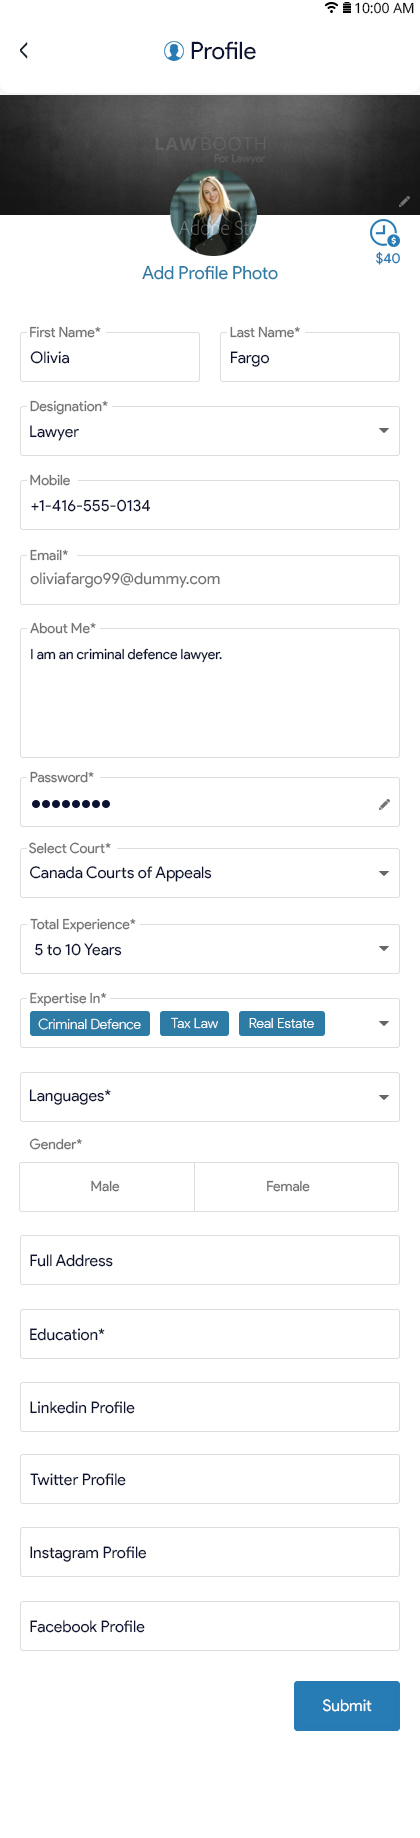 10:00 AM
Profile
LAWBOOTH
For Lawyer
Adobe Sto
$
$40
Add Profile Photo
First Name* Last Name*
Olivia Fargo
Designation*
Lawyer
Mobile
+1-416-555-0134
Email*
oliviafargo99@dummy.com
About Me*
I am an criminal defence lawyer.
Password*
Select Court*
Canada Courts of Appeals
Total Experience*
5 to 10 Years
Expertise In*
Criminal Defence Tax Law Real Estate
Languages*
Gender*
Male Female
Full Address
Education*
Linkedin Profile
Twitter Profile
Instagram Profile
Facebook Profile
Submit